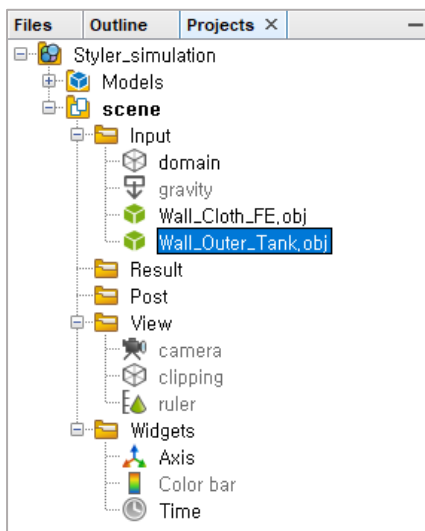 Files Outline Projects ×
Styler_simulation
Models
scene
Input
domain
gravity
Wall_Cloth_FE,obj
Wall_Outer_Tank,obj
Result
Post
View
camera
clipping
ruler
Widgets
Axis
Color bar
Time